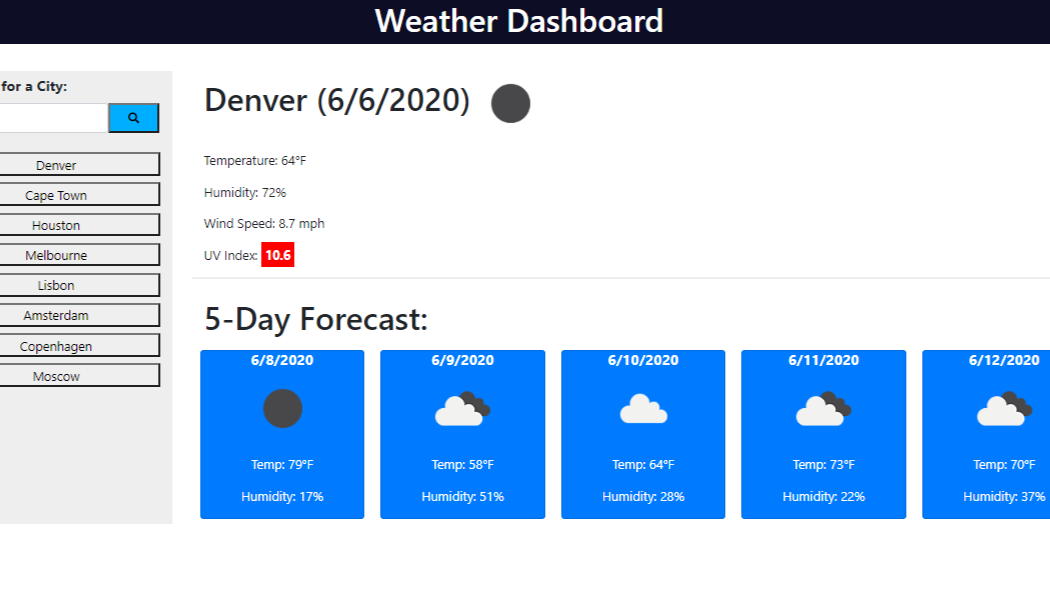 Weather Dashboard
for a City:
Denver
Cape Town
Houston
Melbourne
Lisbon
Amsterdam
Copenhagen
Moscow
Denver (6/6/2020)
Temperature: 64°F
Humidity: 72%
Wind Speed: 8.7 mph
UV Index: 10.6
5-Day Forecast:
6/8/2020
Temp: 79°F
Humidity: 17%
6/9/2020
Temp: 58°F
Humidity: 51%
6/10/2020
Temp: 64°F
Humidity: 28%
6/11/2020
Temp: 73°F
Humidity: 22%
6/12/2020
Temp: 70°F
Humidity: 37%